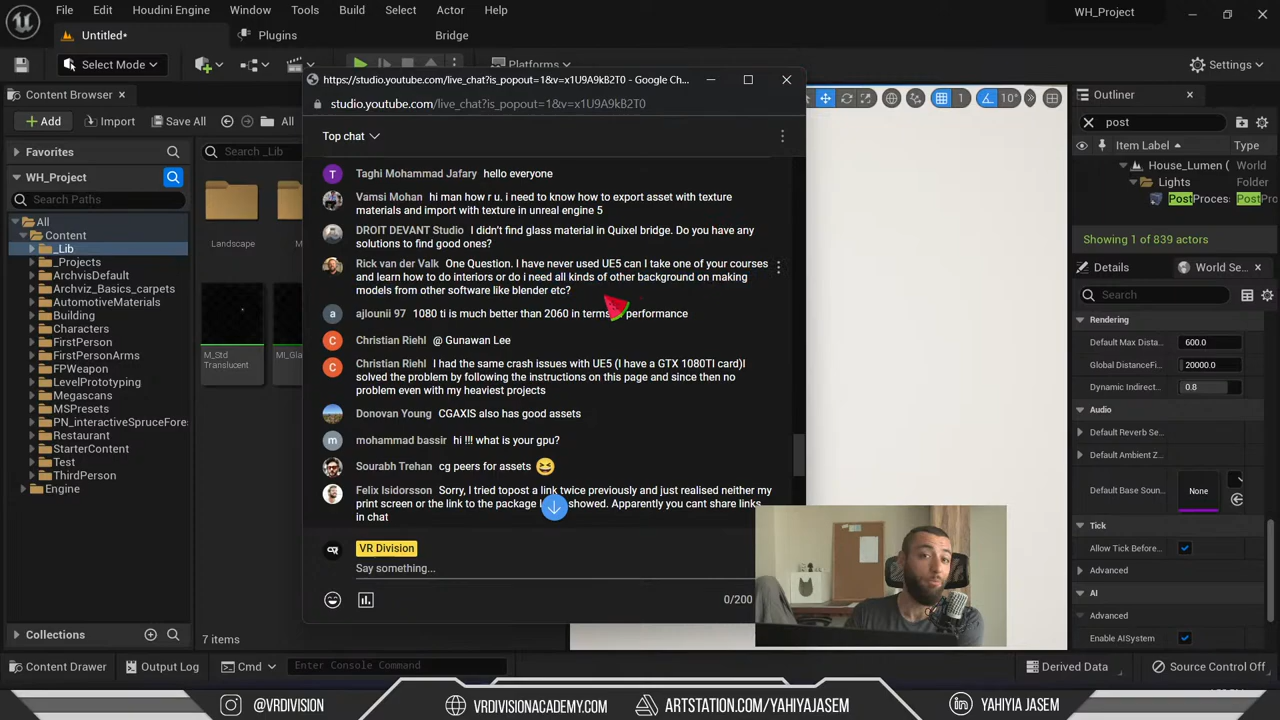 File Edit Houdini Engine Window Tools Build Select Actor Help
WH_Project
Untitled*
Plugins
Bridge
Select Mode
Platforms
Settings
https://studio.youtube.com/live_chat?is_popout=1&v=x1U9A9kB2T0 - Google Ch...
studio.youtube.com/live_chat?is_popout=1&v=x1U9A9kB2T0
Content Browser
Add
Import
Save All
All
Favorites
WH_Project
Search Paths
All
Content
_Lib
_Projects
ArchvisDefault
Archviz_Basics_carpets
AutomotiveMaterials
Building
Characters
FirstPerson
FirstPersonArms
FPWeapon
LevelPrototyping
Megascans
MSPresets
PN_interactiveSpruceFores
Restaurant
StarterContent
Test
ThirdPerson
Engine
Collections
Search _Lib
Landscape
M_Std
Translucent
MI_Gla
7 items
Top chat
Taghi Mohammad Jafary hello everyone
Vamsi Mohan hi man how r u. i need to know how to export asset with texture
materials and import with texture in unreal engine 5
DROIT DEVANT Studio I didn't find glass material in Quixel bridge. Do you have any
solutions to find good ones?
Rick van der Valk One Question. I have never used UE5 can I take one of your courses
and learn how to do interiors or do i need all kinds of other background on making
models from other software like blender etc?
ajlounii 97 1080 ti is much better than 2060 in terms performance
Christian Riehl @ Gunawan Lee
Christian Riehl I had the same crash issues with UE5 (I have a GTX 1080TI card)I
solved the problem by following the instructions on this page and since then no
problem even with my heaviest projects
Donovan Young CGAXIS also has good assets
mohammad bassir hi !!! what is your gpu?
Sourabh Trehan cg peers for assets
Felix Isidorsson Sorry, I tried topost a link twice previously and just realised neither my
print screen or the link to the package showed. Apparently you cant share links
in chat
VR Division
Say something...
0/200
1
10°
Outliner
post
Item Label
Type
House_Lumen (
World
Lights
Folder
PostProces
Post
Showing 1 of 839 actors
Details
World Se
Search
Rendering
Default Max Dista... 600.0
Global DistanceFi... 20000.0
Dynamic Indirect... 0.8
Audio
Default Reverb Se...
Default Ambient Z...
Default Base Soun...
None
Tick
Allow Tick Before...
Advanced
AI
Advanced
Enable AISystem
Content Drawer
Output Log
Cmd
Enter Console Command
Derived Data
Source Control Off
@VRDIVISION
VRDIVISIONACADEMY.COM
ARTSTATION.COM/YAHIYAJASEM
YAHIYIA JASEM